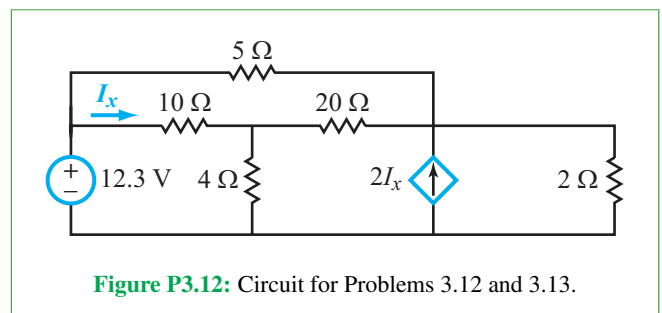 5 Ω
Iₓ
10 Ω
20 Ω
+
−
12.3 V
4 Ω
2Iₓ
2 Ω
Figure P3.12: Circuit for Problems 3.12 and 3.13.